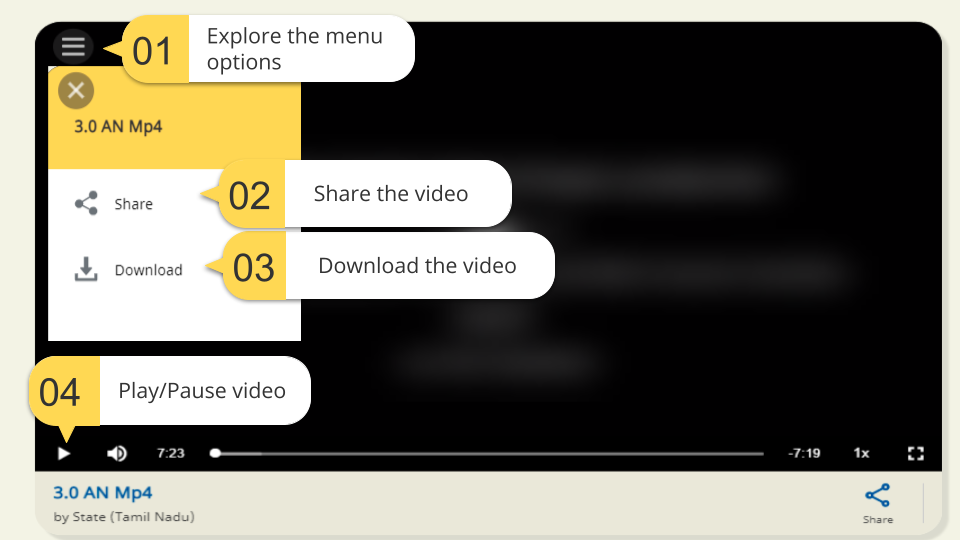 01
Explore the menu
options
3.0 AN Mp4
02
Share the video
Share
03
Download the video
Download
04
Play/Pause video
7:23
-7:19
1x
3.0 AN Mp4
by State (Tamil Nadu)
Share